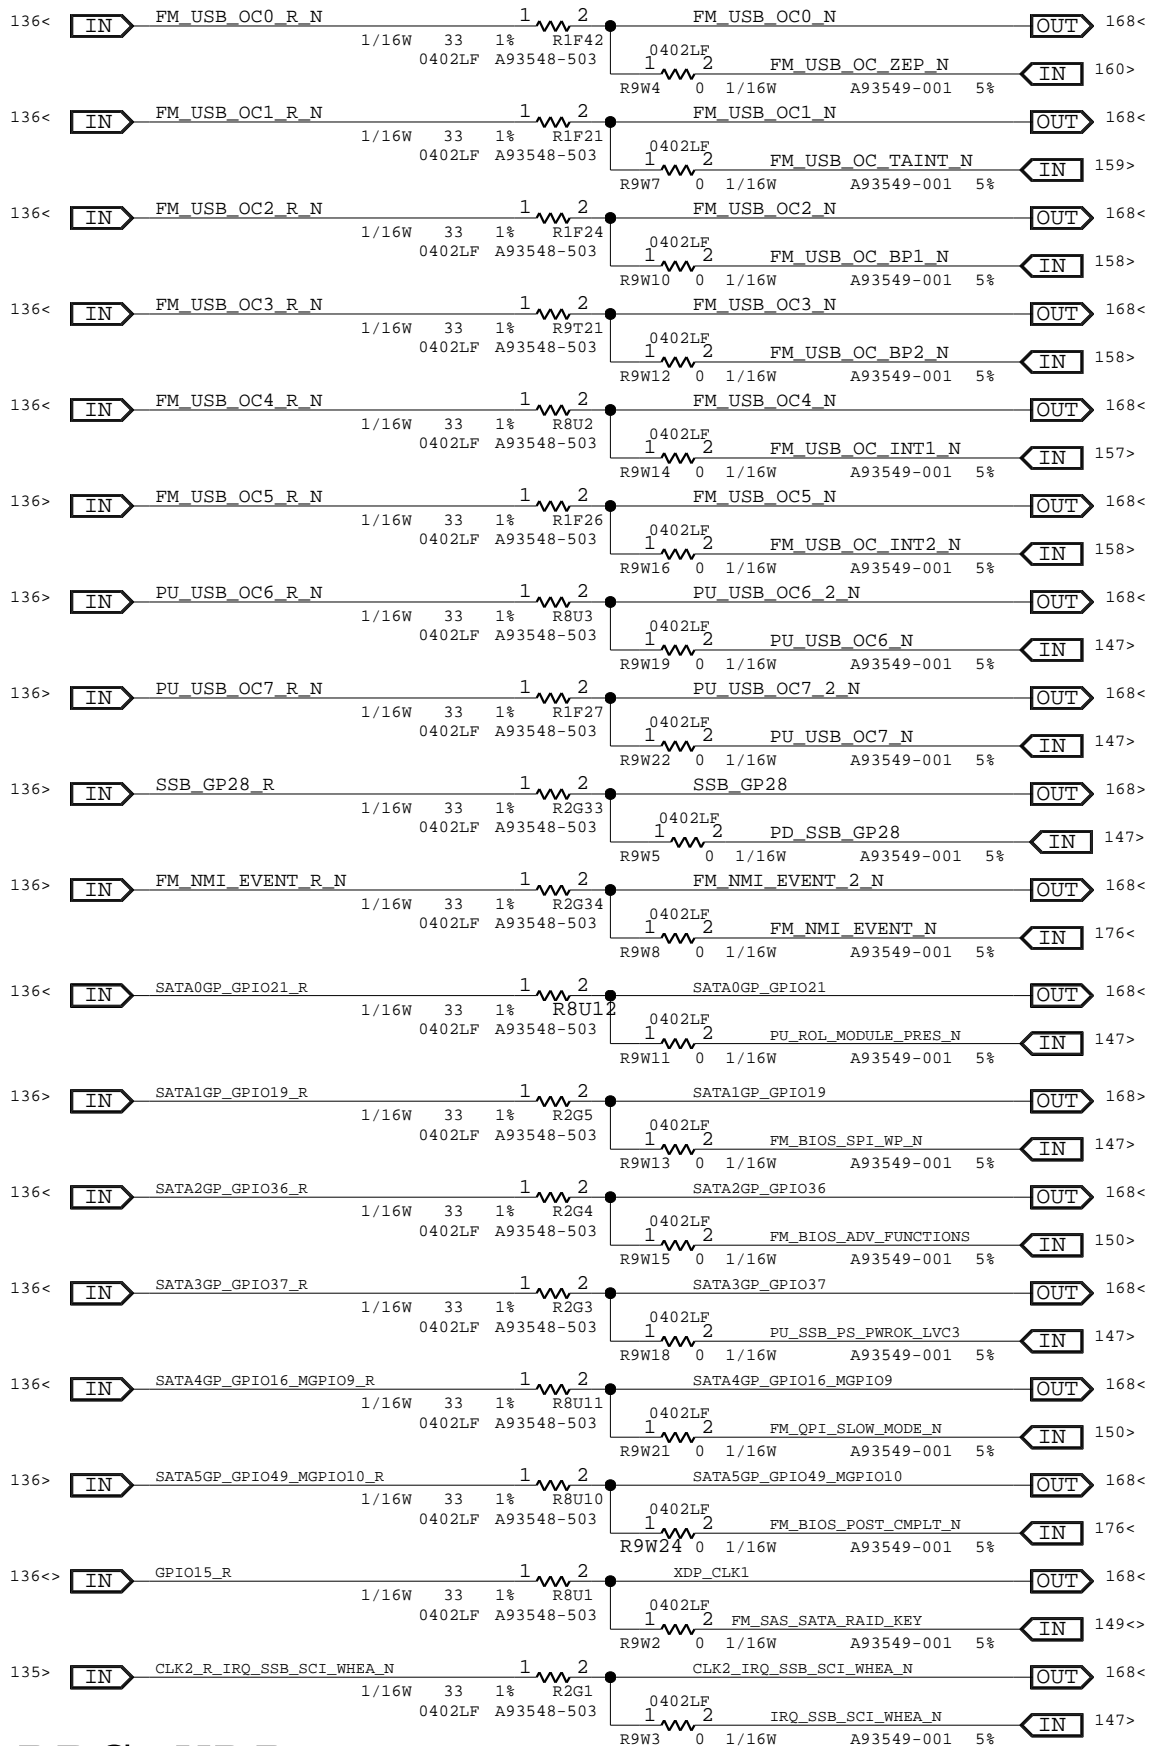 136< IN FM_USB_OC0_R_N 1 2 FM_USB_OC0_N OUT 168<
1/16W 33 1% R1F42
0402LF A93548-503 0402LF
1 2 FM_USB_OC_ZEP_N IN 160>
R9W4 0 1/16W A93549-001 5%
136< IN FM_USB_OC1_R_N 1 2 FM_USB_OC1_N OUT 168<
1/16W 33 1% R1F21
0402LF A93548-503 0402LF
1 2 FM_USB_OC_TAINT_N IN 159>
R9W7 0 1/16W A93549-001 5%
136< IN FM_USB_OC2_R_N 1 2 FM_USB_OC2_N OUT 168<
1/16W 33 1% R1F24
0402LF A93548-503 0402LF
1 2 FM_USB_OC_BP1_N IN 158>
R9W10 0 1/16W A93549-001 5%
136< IN FM_USB_OC3_R_N 1 2 FM_USB_OC3_N OUT 168<
1/16W 33 1% R9T21
0402LF A93548-503 0402LF
1 2 FM_USB_OC_BP2_N IN 158>
R9W12 0 1/16W A93549-001 5%
136< IN FM_USB_OC4_R_N 1 2 FM_USB_OC4_N OUT 168<
1/16W 33 1% R8U2
0402LF A93548-503 0402LF
1 2 FM_USB_OC_INT1_N IN 157>
R9W14 0 1/16W A93549-001 5%
136> IN FM_USB_OC5_R_N 1 2 FM_USB_OC5_N OUT 168<
1/16W 33 1% R1F26
0402LF A93548-503 0402LF
1 2 FM_USB_OC_INT2_N IN 158>
R9W16 0 1/16W A93549-001 5%
136> IN PU_USB_OC6_R_N 1 2 PU_USB_OC6_2_N OUT 168<
1/16W 33 1% R8U3
0402LF A93548-503 0402LF
1 2 PU_USB_OC6_N IN 147>
R9W19 0 1/16W A93549-001 5%
136> IN PU_USB_OC7_R_N 1 2 PU_USB_OC7_2_N OUT 168<
1/16W 33 1% R1F27
0402LF A93548-503 0402LF
1 2 PU_USB_OC7_N IN 147>
R9W22 0 1/16W A93549-001 5%
136> IN SSB_GP28_R 1 2 SSB_GP28 OUT 168>
1/16W 33 1% R2G33
0402LF A93548-503 0402LF
1 2 PD_SSB_GP28 IN 147>
R9W5 0 1/16W A93549-001 5%
136> IN FM_NMI_EVENT_R_N 1 2 FM_NMI_EVENT_2_N OUT 168<
1/16W 33 1% R2G34
0402LF A93548-503 0402LF
1 2 FM_NMI_EVENT_N IN 176<
R9W8 0 1/16W A93549-001 5%
136< IN SATA0GP_GPIO21_R 1 2 SATA0GP_GPIO21 OUT 168<
1/16W 33 1% R8U12
0402LF A93548-503 0402LF
1 2 PU_ROL_MODULE_PRES_N IN 147>
R9W11 0 1/16W A93549-001 5%
136> IN SATA1GP_GPIO19_R 1 2 SATA1GP_GPIO19 OUT 168>
1/16W 33 1% R2G5
0402LF A93548-503 0402LF
1 2 FM_BIOS_SPI_WP_N IN 147>
R9W13 0 1/16W A93549-001 5%
136< IN SATA2GP_GPIO36_R 1 2 SATA2GP_GPIO36 OUT 168<
1/16W 33 1% R2G4
0402LF A93548-503 0402LF
1 2 FM_BIOS_ADV_FUNCTIONS IN 150>
R9W15 0 1/16W A93549-001 5%
136< IN SATA3GP_GPIO37_R 1 2 SATA3GP_GPIO37 OUT 168<
1/16W 33 1% R2G3
0402LF A93548-503 0402LF
1 2 PU_SSB_PS_PWROK_LVC3 IN 147>
R9W18 0 1/16W A93549-001 5%
136< IN SATA4GP_GPIO16_MGPIO9_R 1 2 SATA4GP_GPIO16_MGPIO9 OUT 168<
1/16W 33 1% R8U11
0402LF A93548-503 0402LF
1 2 FM_QPI_SLOW_MODE_N IN 150>
R9W21 0 1/16W A93549-001 5%
136> IN SATA5GP_GPIO49_MGPIO10_R 1 2 SATA5GP_GPIO49_MGPIO10 OUT 168<
1/16W 33 1% R8U10
0402LF A93548-503 0402LF
1 2 FM_BIOS_POST_CMPLT_N IN 176<
R9W24 0 1/16W A93549-001 5%
136<> IN GPIO15_R 1 2 XDP_CLK1 OUT 168<
1/16W 33 1% R8U1
0402LF A93548-503 0402LF
1 2 FM_SAS_SATA_RAID_KEY IN 149<>
R9W2 0 1/16W A93549-001 5%
135> IN CLK2_R_IRQ_SSB_SCI_WHEA_N 1 2 CLK2_IRQ_SSB_SCI_WHEA_N OUT 168<
1/16W 33 1% R2G1
0402LF A93548-503 0402LF
1 2 IRQ_SSB_SCI_WHEA_N IN 147>
R9W3 0 1/16W A93549-001 5%